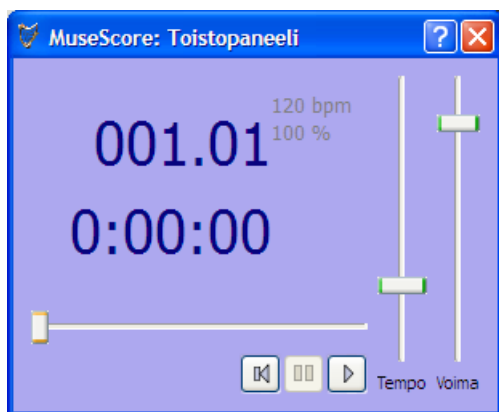 MuseScore: Toistopaneeli
120 bpm
001.01
100 %
0:00:00
Tempo Voima